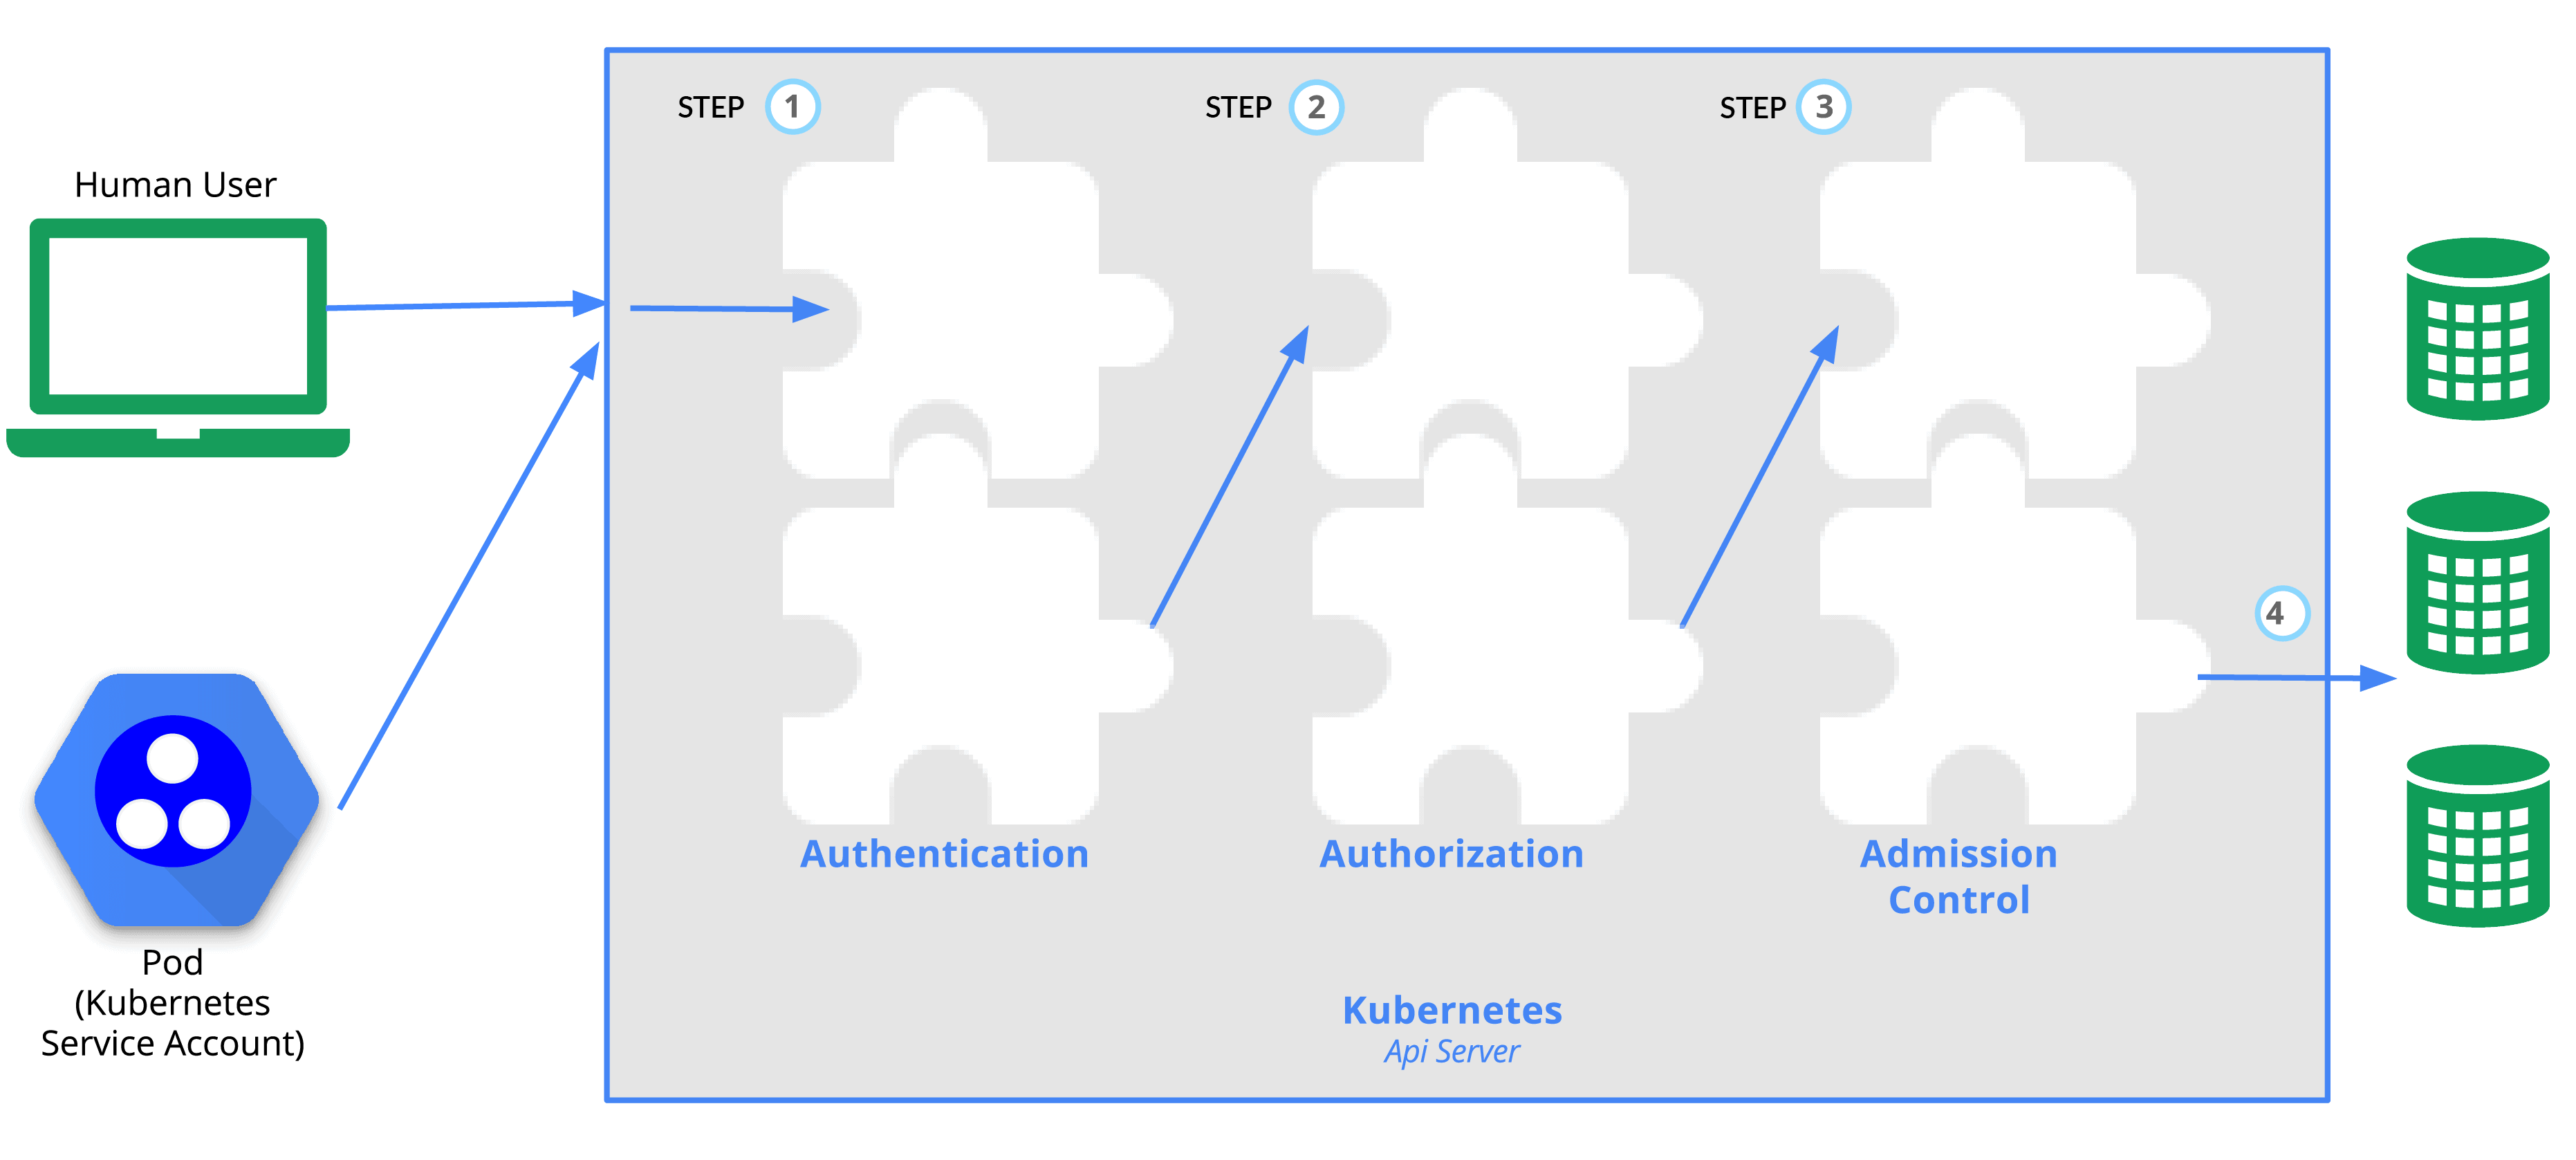 STEP 1
STEP 2
STEP 3
Human User
4
Authentication
Authorization
Admission
Control
Pod
(Kubernetes
Service Account)
Kubernetes
Api Server